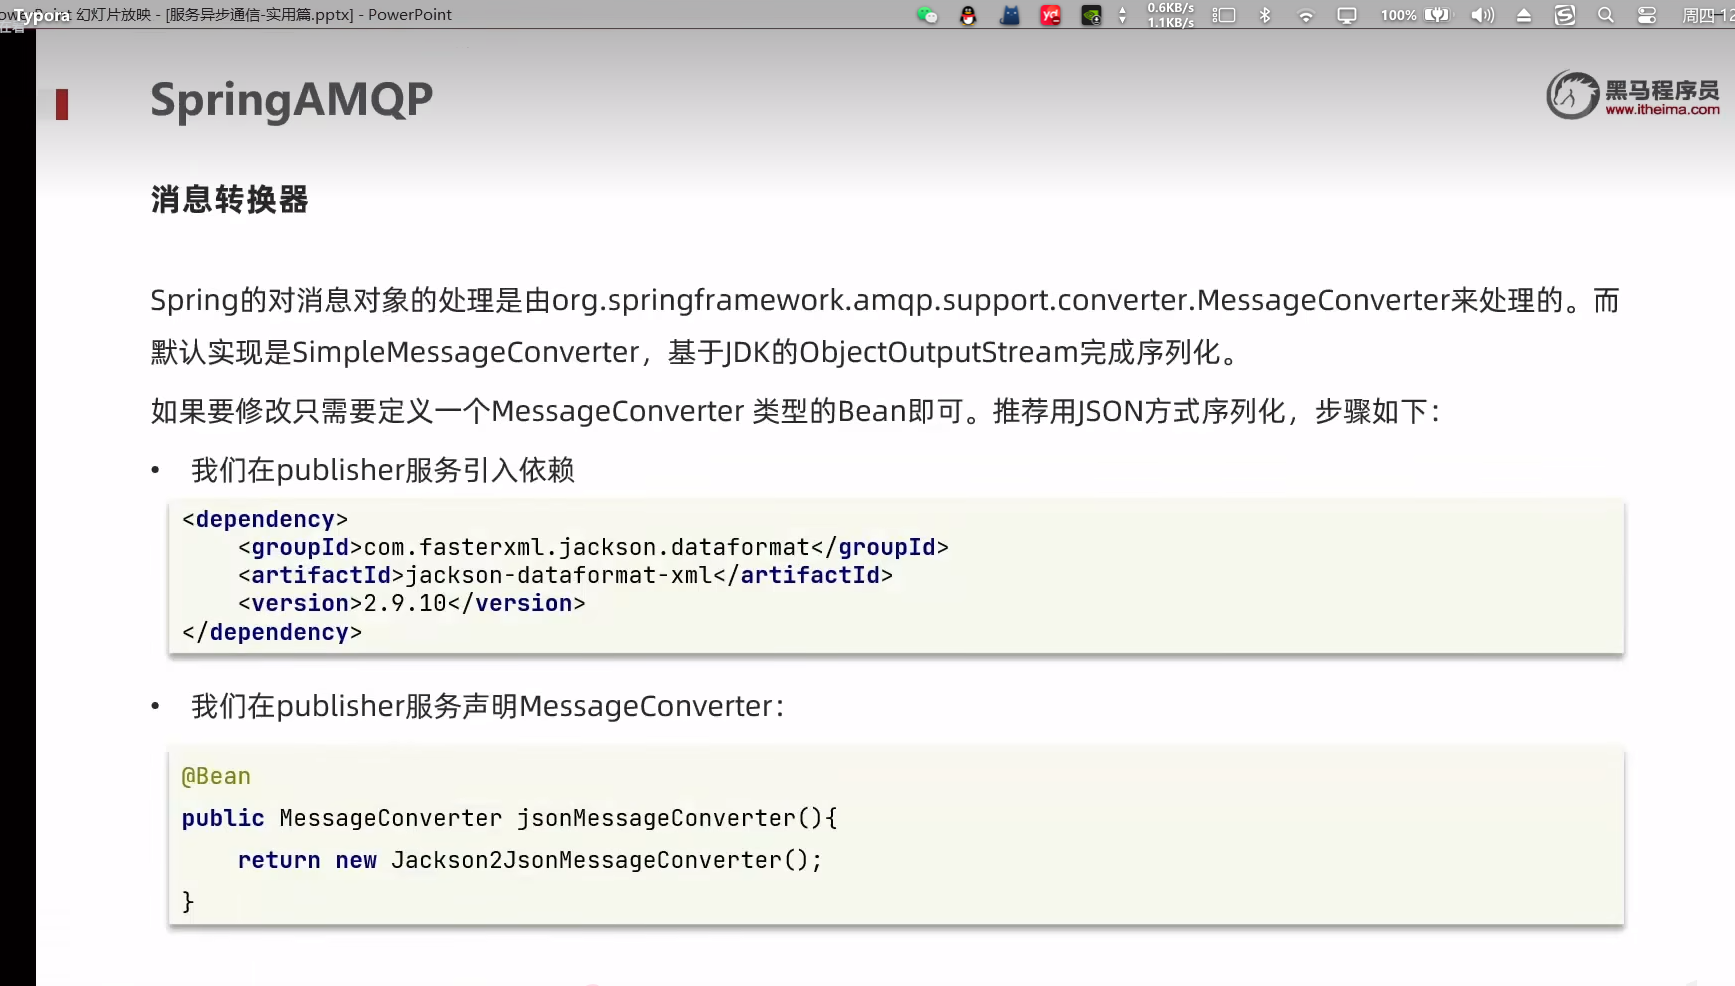 Typora
幻灯片放映 - [服务异步通信-实用篇.pptx] - PowerPoint
0.6KB/s
1.1KB/s
100%
周四
SpringAMQP
黑马程序员
www.itheima.com
消息转换器
Spring的对消息对象的处理是由org.springframework.amqp.support.converter.MessageConverter来处理的。而
默认实现是SimpleMessageConverter，基于JDK的ObjectOutputStream完成序列化。
如果要修改只需要定义一个MessageConverter 类型的Bean即可。推荐用JSON方式序列化，步骤如下：
• 我们在publisher服务引入依赖
<dependency>
    <groupId>com.fasterxml.jackson.dataformat</groupId>
    <artifactId>jackson-dataformat-xml</artifactId>
    <version>2.9.10</version>
</dependency>
• 我们在publisher服务声明MessageConverter：
@Bean
public MessageConverter jsonMessageConverter(){
    return new Jackson2JsonMessageConverter();
}